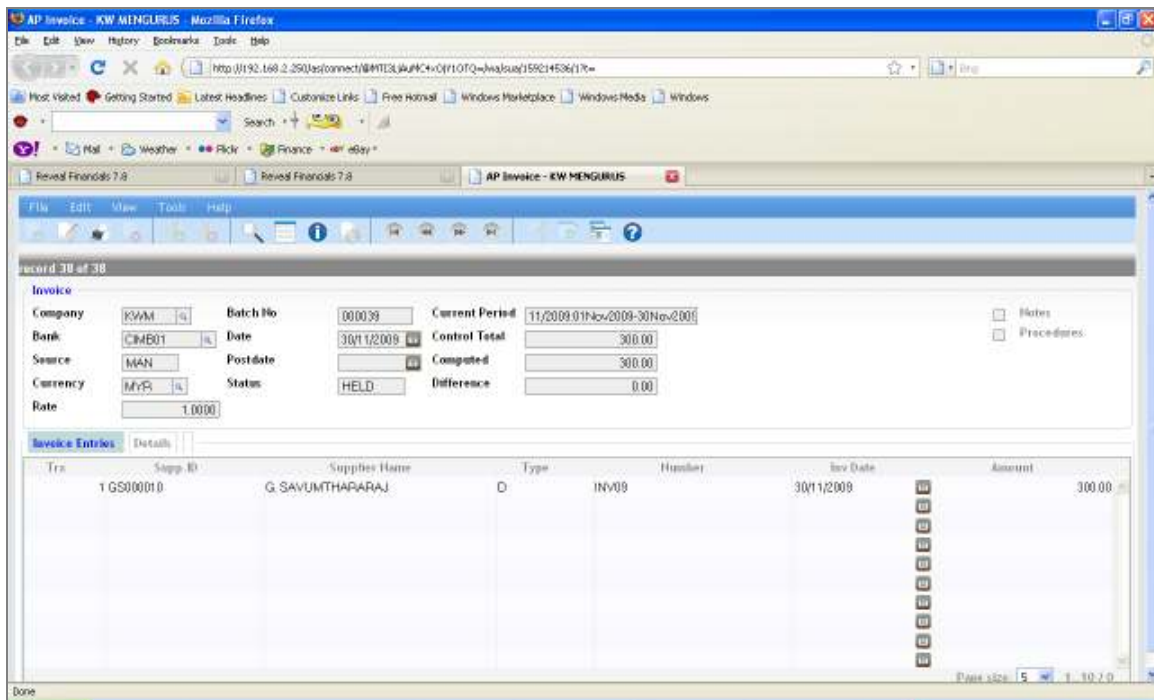 AP Invoice - KW MENGURUS - Mozilla Firefox
File Edit View History Bookmarks Tools Help
Most Visited Getting Started Latest Headlines Customize Links Free Hotmail Windows Marketplace Windows Media Windows
Search
Y! Mail Weather Flickr Finance eBay
Reveal Financials 7.8 Reveal Financials 7.8 AP Invoice - KW MENGURUS
File Edit View Tools Help
record 38 of 38
Invoice
Company KWM Batch No 000039 Current Period 11/2009:01Nov2009-30Nov2009 Notes
Bank CIMB01 Date 30/11/2009 Control Total 300.00 Procedures
Source MAN Postdate Computed 300.00
Currency MYR Status HELD Difference 0.00
Rate 1.0000
Invoice Entries Details
Trx Supp. ID Supplier Name Type Number Inv Date Amount
1 GS000010 G. SAVUMTHARARAJ D INV09 30/11/2009 300.00
Page size: 5 1..10 / 0
Done